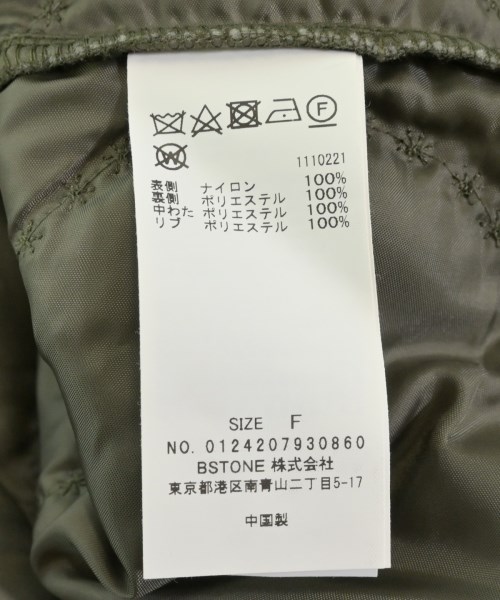 F
W
1110221
表側 ナイロン 100%
裏側 ポリエステル 100%
中わた ポリエステル 100%
リブ ポリエステル 100%
SIZE F
NO. 0124207930860
BSTONE 株式会社
東京都港区南青山二丁目5-17
中国製